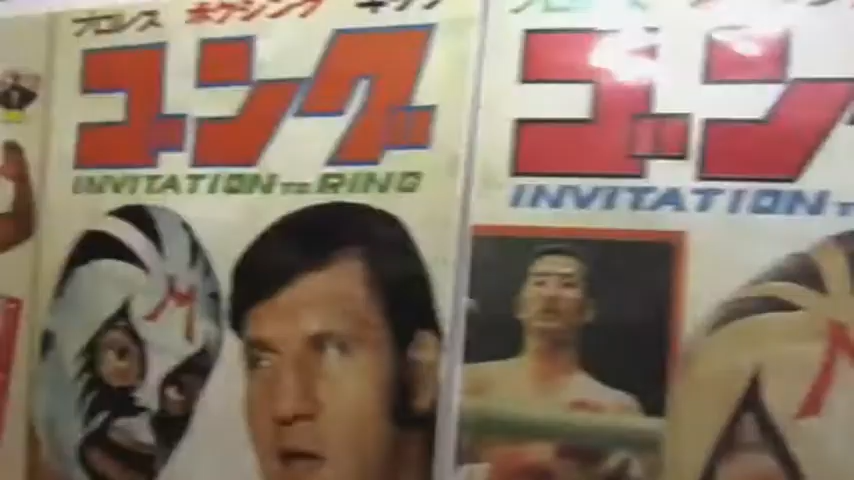 プロレス ボクシング キック
ゴング
INVITATION TO RING
M
ゴン
INVITATION T
M